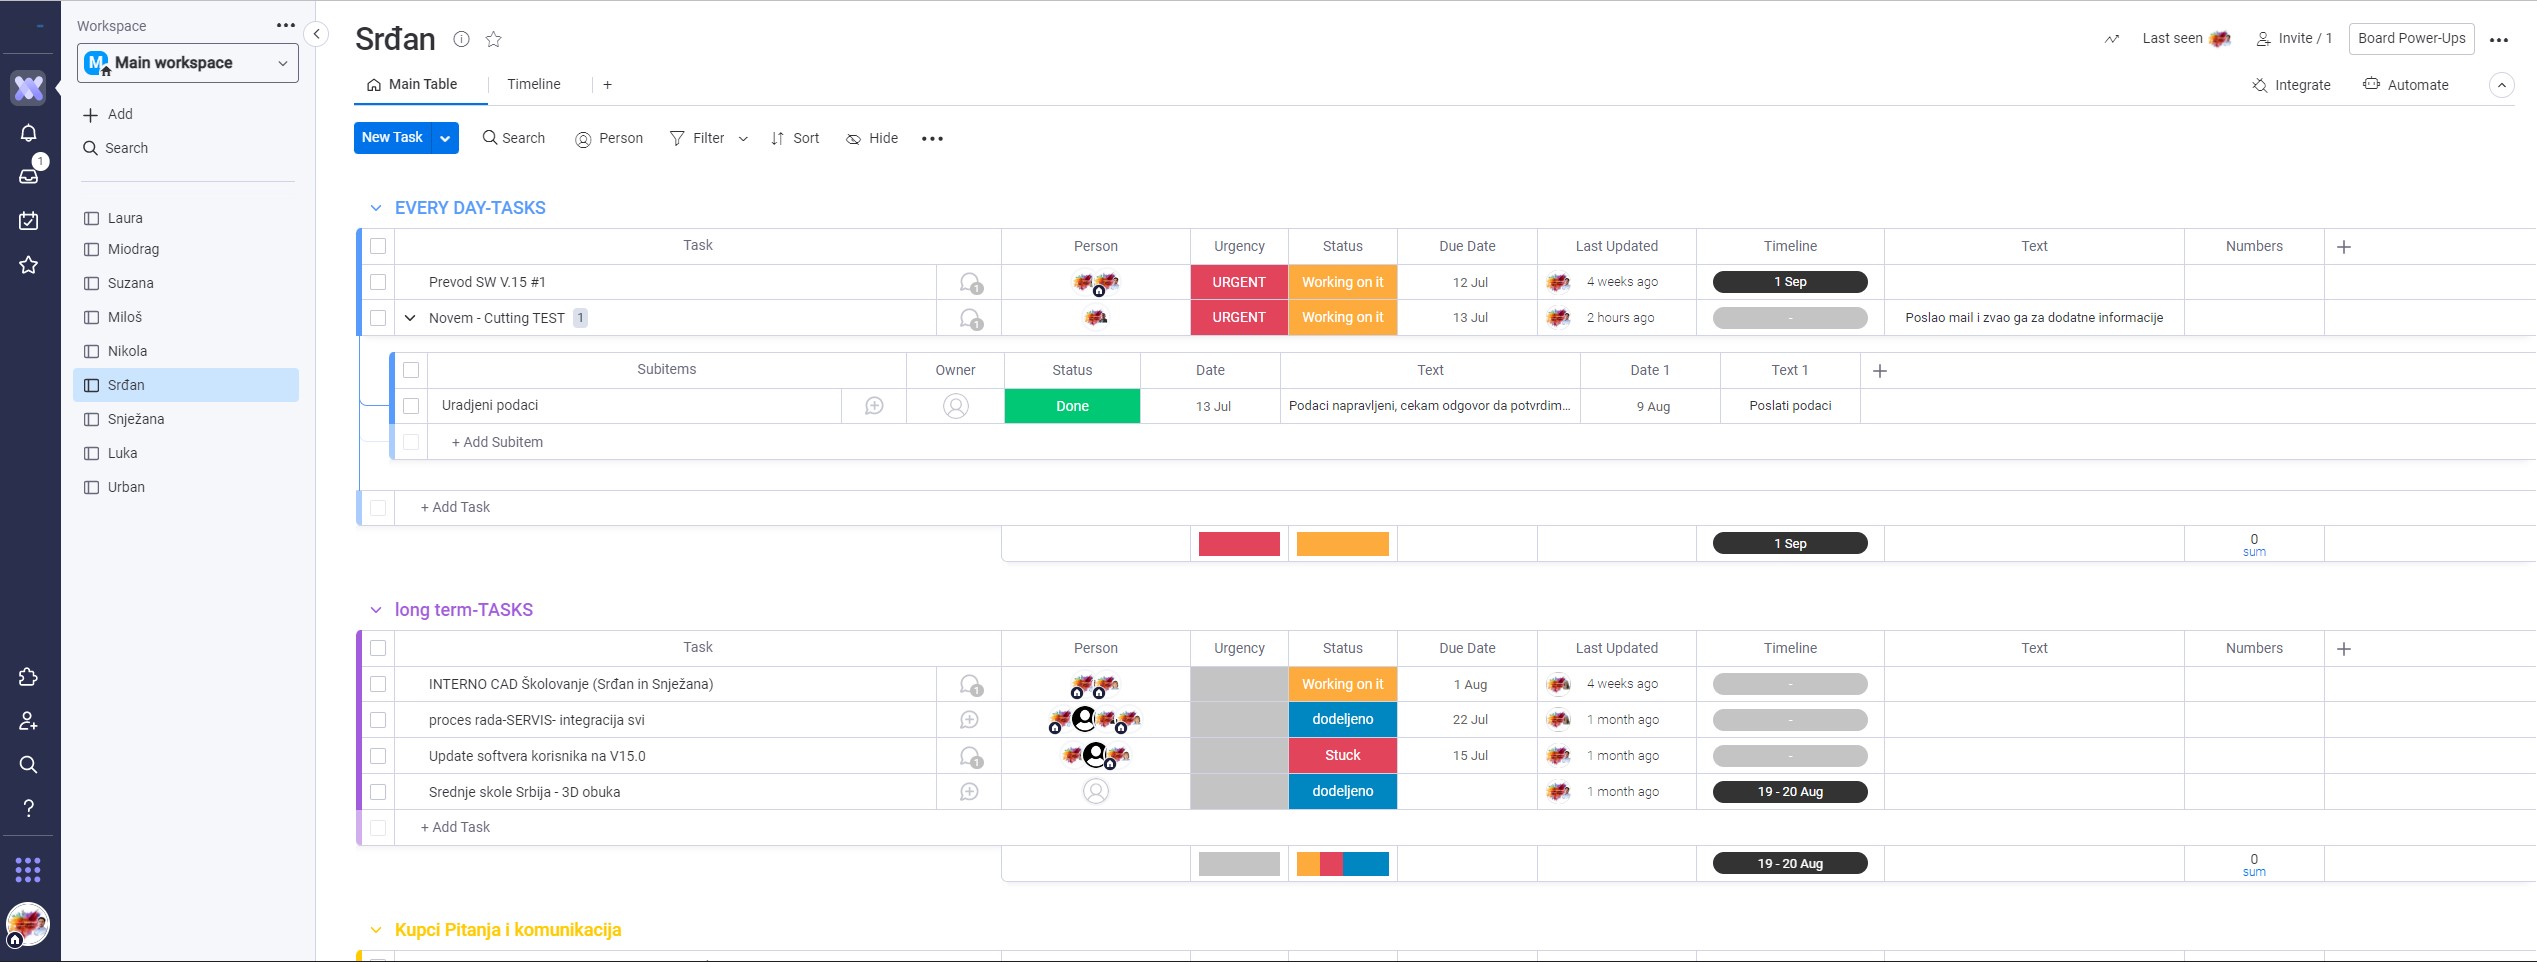 Workspace
M Main workspace
Add
Search
1
Laura
Miodrag
Suzana
Miloš
Nikola
Srđan
Snježana
Luka
Urban
Srđan
Last seen
Invite / 1
Board Power-Ups
Main Table
Timeline
+
Integrate
Automate
New Task
Search
Person
Filter
Sort
Hide
EVERY DAY-TASKS
Task Person Urgency Status Due Date Last Updated Timeline Text Numbers +
Prevod SW V.15 #1 1 URGENT Working on it 12 Jul 4 weeks ago 1 Sep
Novem - Cutting TEST 1 1 URGENT Working on it 13 Jul 2 hours ago - Poslao mail i zvao ga za dodatne informacije
Subitems Owner Status Date Text Date 1 Text 1 +
Uradjeni podaci Done 13 Jul Podaci napravljeni, cekam odgovor da potvrdim... 9 Aug Poslati podaci
+ Add Subitem
+ Add Task
1 Sep 0
sum
long term-TASKS
Task Person Urgency Status Due Date Last Updated Timeline Text Numbers +
INTERNO CAD Školovanje (Srđan in Snježana) 1 Working on it 1 Aug 4 weeks ago -
proces rada-SERVIS- integracija svi dodeljeno 22 Jul 1 month ago -
Update softvera korisnika na V15.0 1 Stuck 15 Jul 1 month ago -
Srednje skole Srbija - 3D obuka dodeljeno 1 month ago 19 - 20 Aug
+ Add Task
19 - 20 Aug 0
sum
Kupci Pitanja i komunikacija